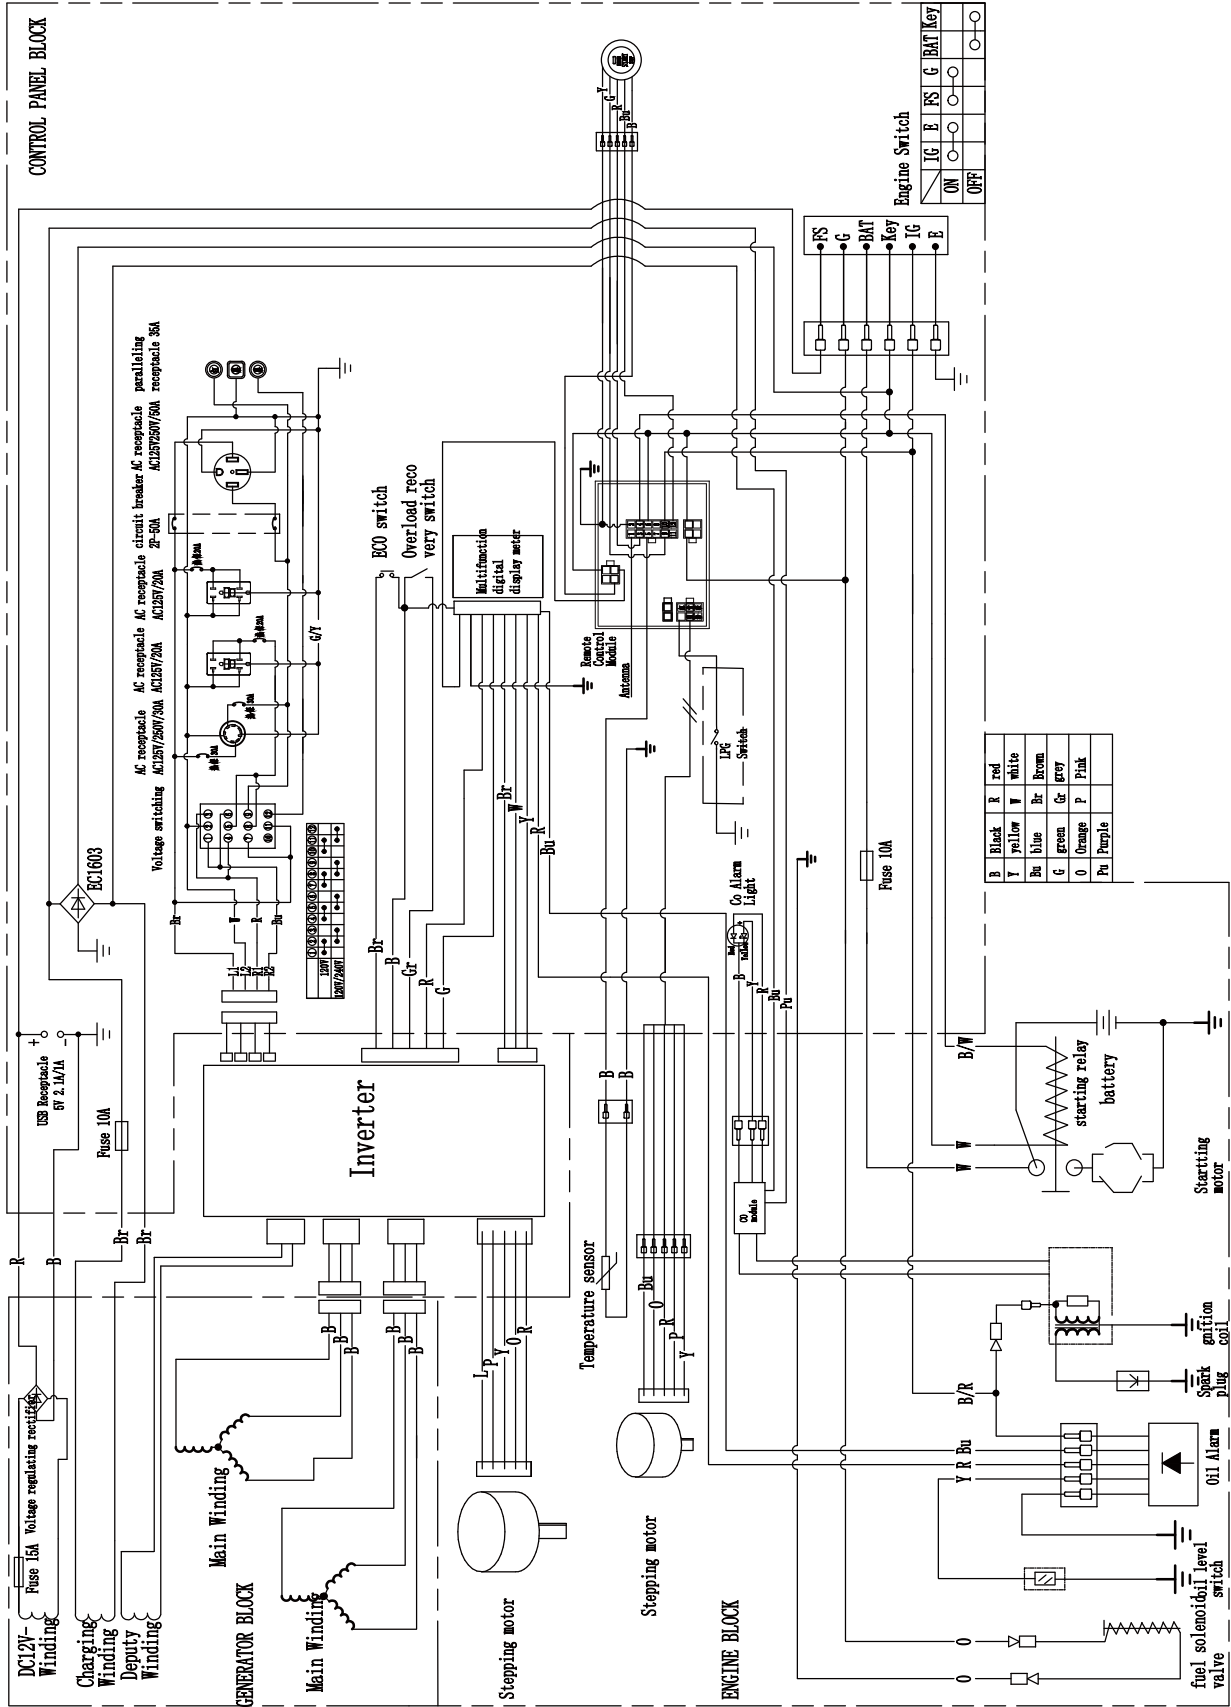 CONTROL PANEL BLOCK
Engine Switch
IG E FS G BAT Key
ON
OFF
Y
G
R
Bu
B
FS
G
BAT
Key
IG
E
AC receptacle
AC125V/250V/30A
AC receptacle
AC125V/20A
AC receptacle
AC125V/20A
circuit breaker
2P-50A
AC receptacle
AC125V250V/50A
paralleling
receptacle 35A
Voltage switching
G/Y
EC1603
Br
W
R
Bu
L1
L2
R1
R2
120V
120V/240V
ECO switch
Overload reco
very switch
Multifunction
digital
display meter
Br
B
Gr
R
G
Br
W
Y
R
Bu
Remote
Control
Module
Antenna
LPG
Switch
Co Alarm
Light
Red
Yellow
B
Y
R
Bu
Pu
Fuse 10A
B Black R red
Y yellow W white
Bu blue Br Brown
G green Gr grey
O Orange P Pink
Pu Purple
USB Receptacle
5V 2.1A/1A
+
-
Fuse 10A
Inverter
R
B
Br
Br
B
B
CO
module
B/W
W
W
starting relay
battery
Startting
motor
Temperature sensor
Bu
O
R
P
Y
Stepping motor
L
P
Y
O
R
Stepping motor
B
B
B
B
B
B
Main Winding
Main Winding
GENERATOR BLOCK
Fuse 15A
Voltage regulating rectifier
DC12V-
Winding
Charging
Winding
Deputy
Winding
ENGINE BLOCK
B/R
Bu
R
Y
O
O
gnition
coil
Spark
plug
Oil Alarm
oil level
switch
fuel solenoid
valve